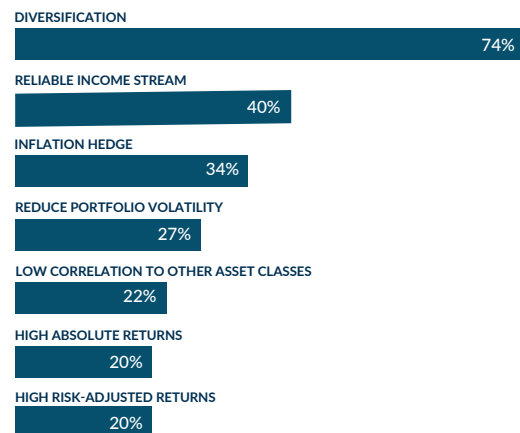 DIVERSIFICATION
74%
RELIABLE INCOME STREAM
40%
INFLATION HEDGE
34%
REDUCE PORTFOLIO VOLATILITY
27%
LOW CORRELATION TO OTHER ASSET CLASSES
22%
HIGH ABSOLUTE RETURNS
20%
HIGH RISK-ADJUSTED RETURNS
20%